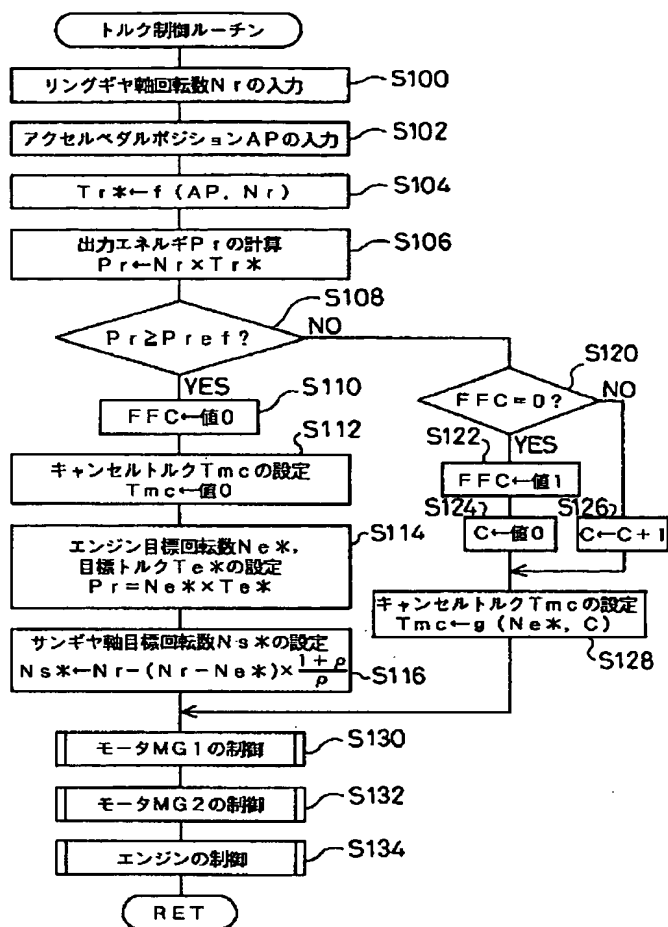 トルク制御ルーチン
リングギヤ軸回転数Nrの入力
S100
アクセルペダルポジションAPの入力
S102
Tr*←f(AP,Nr)
S104
出力エネルギPrの計算
Pr←Nr×Tr*
S106
S108
Pr≧Pref?
NO
YES
FFC←値0
S110
キャンセルトルクTmcの設定
Tmc←値0
S112
エンジン目標回転数Ne*,
目標トルクTe*の設定
Pr=Ne*×Te*
S114
サンギヤ軸目標回転数Ns*の設定
Ns*←Nr-(Nr-Ne*)×(1+ρ)/ρ
S116
S120
FFC=0?
NO
YES
S122
FFC←値1
S124
C←値0
S126
C←C+1
キャンセルトルクTmcの設定
Tmc←g(Ne*,C)
S128
モータMG1の制御
S130
モータMG2の制御
S132
エンジンの制御
S134
RET